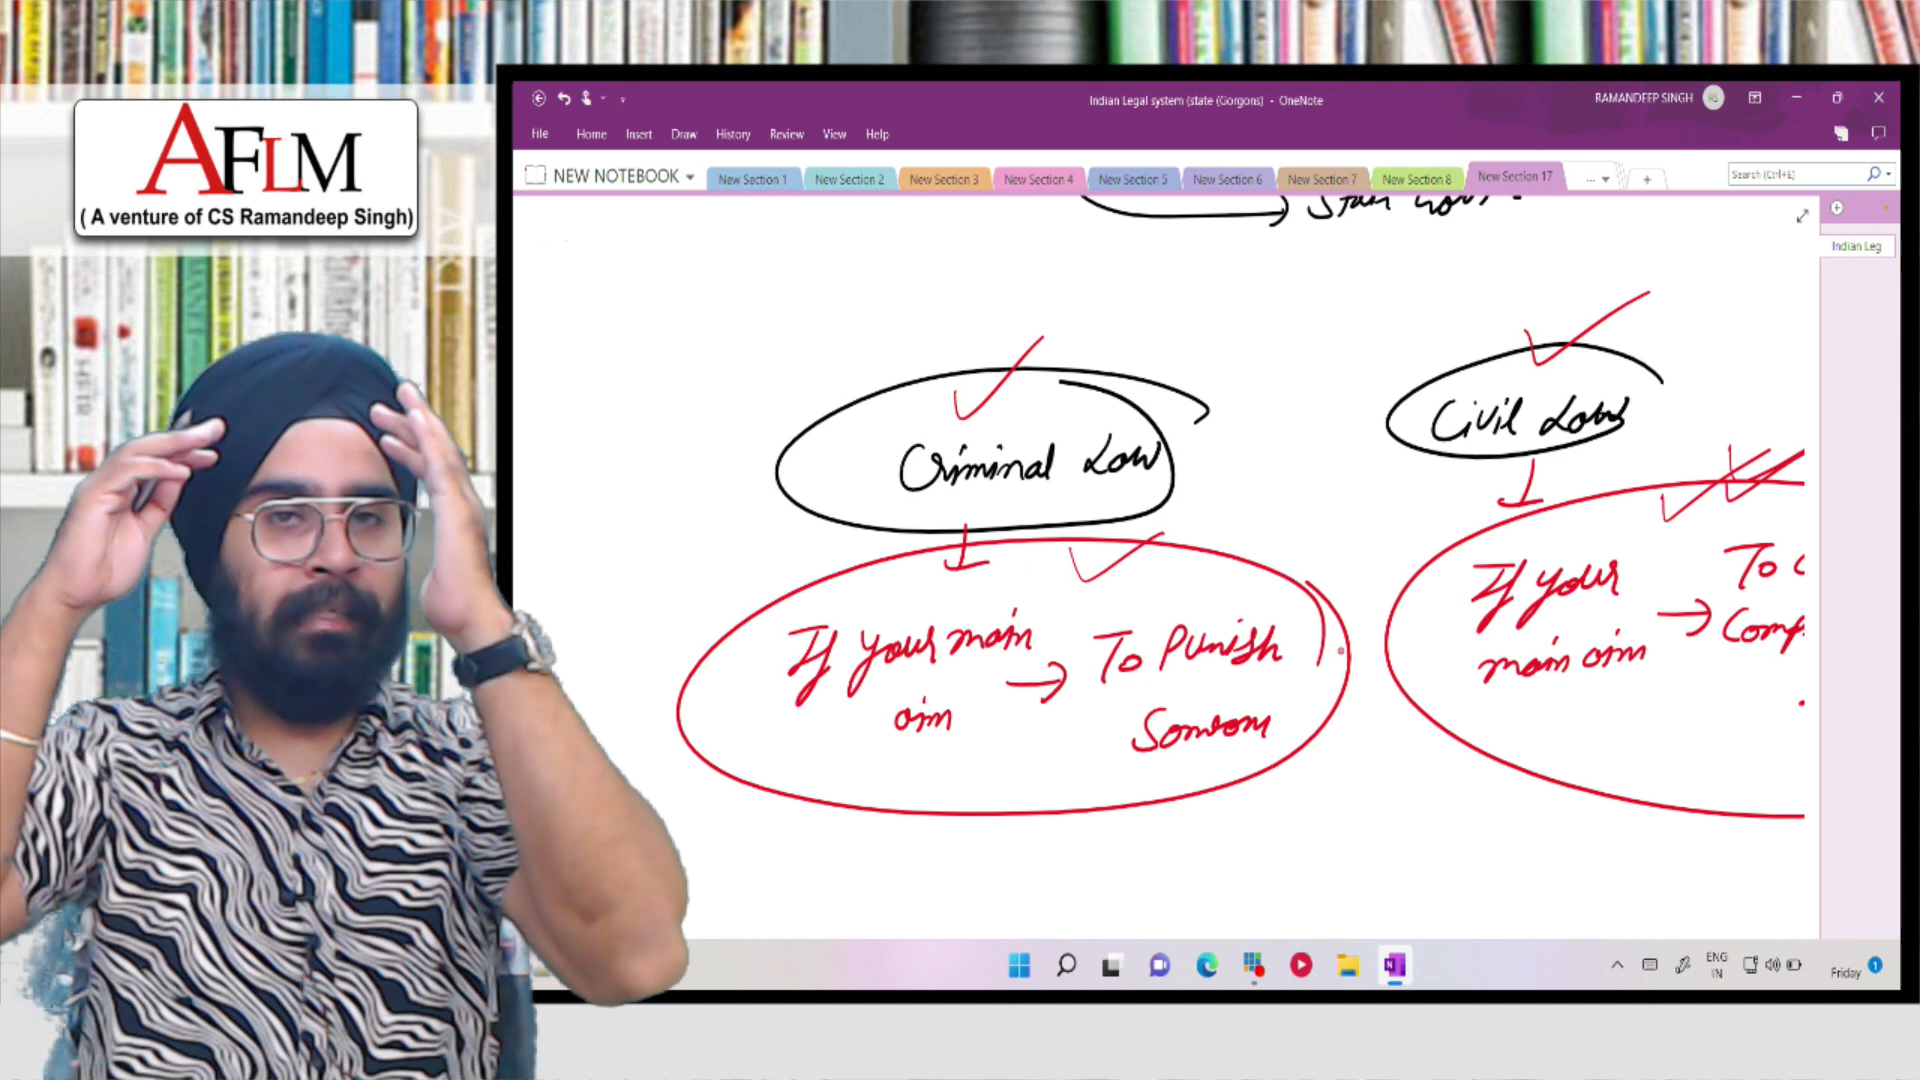 AFLM
( A venture of CS Ramandeep Singh)
Indian Legal system (state (Gorgons) - OneNote
RAMANDEEP SINGH
RS
File Home Insert Draw History Review View Help
NEW NOTEBOOK
New Section 1
New Section 2
New Section 3
New Section 4
New Section 5
New Section 6
New Section 7
New Section 8
New Section 17
...
Search (Ctrl+E)
Indian Leg
Criminal Law
If your main
aim
To Punish
Civil Law
If your
main aim
To
ENG
IN
Friday
1